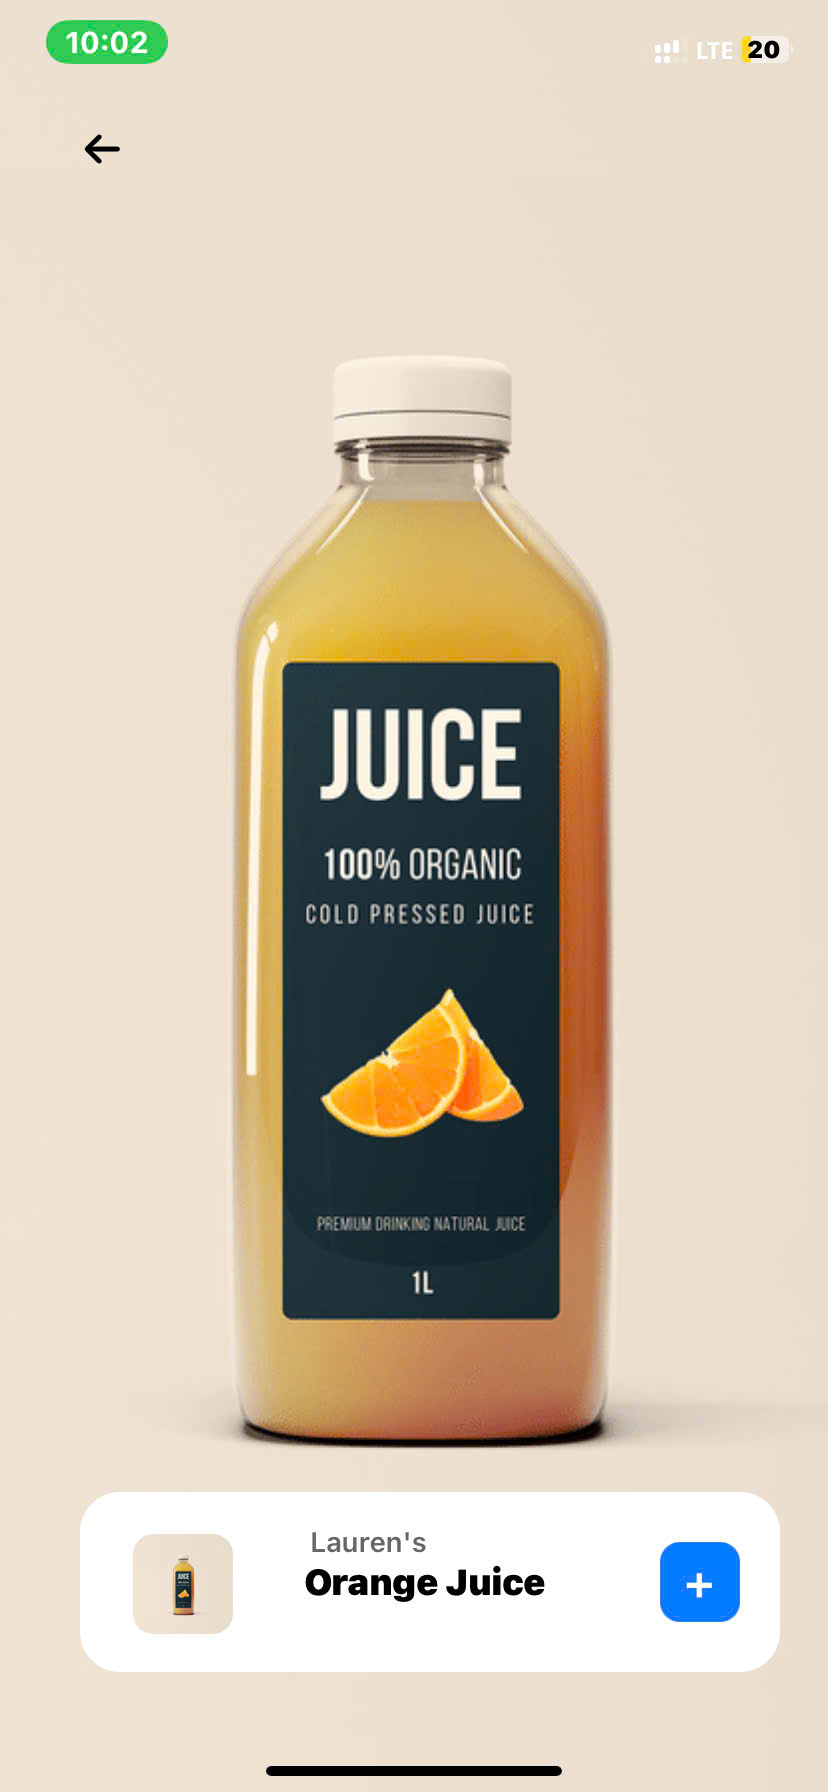 10:02
LTE 20
JUICE
100% ORGANIC
COLD PRESSED JUICE
PREMIUM DRINKING NATURAL JUICE
1L
Lauren's
Orange Juice
+